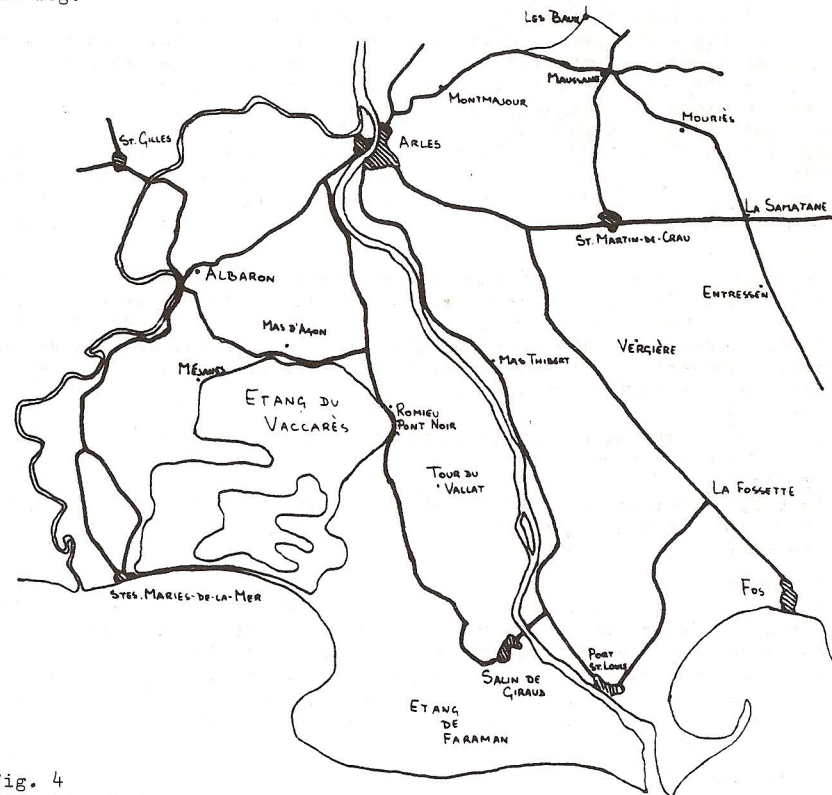 LES BAUX
MAUSSANE
MONTMAJOUR
MOURIÈS
ST. GILLES
ARLES
LA SAMATANE
ST. MARTIN-DE-CRAU
ALBARON
ENTRESSEN
MAS D'AGON
VERGIÈRE
MAS THIBERT
MÉJANES
ETANG DU
VACCARÈS
ROMIEU
PONT NOIR
TOUR DU
VALLAT
LA FOSSETTE
FOS
STES. MARIES-DE-LA-MER
PORT
ST. LOUIS
SALIN DE
GIRAUD
ETANG
DE
FARAMAN
ig. 4